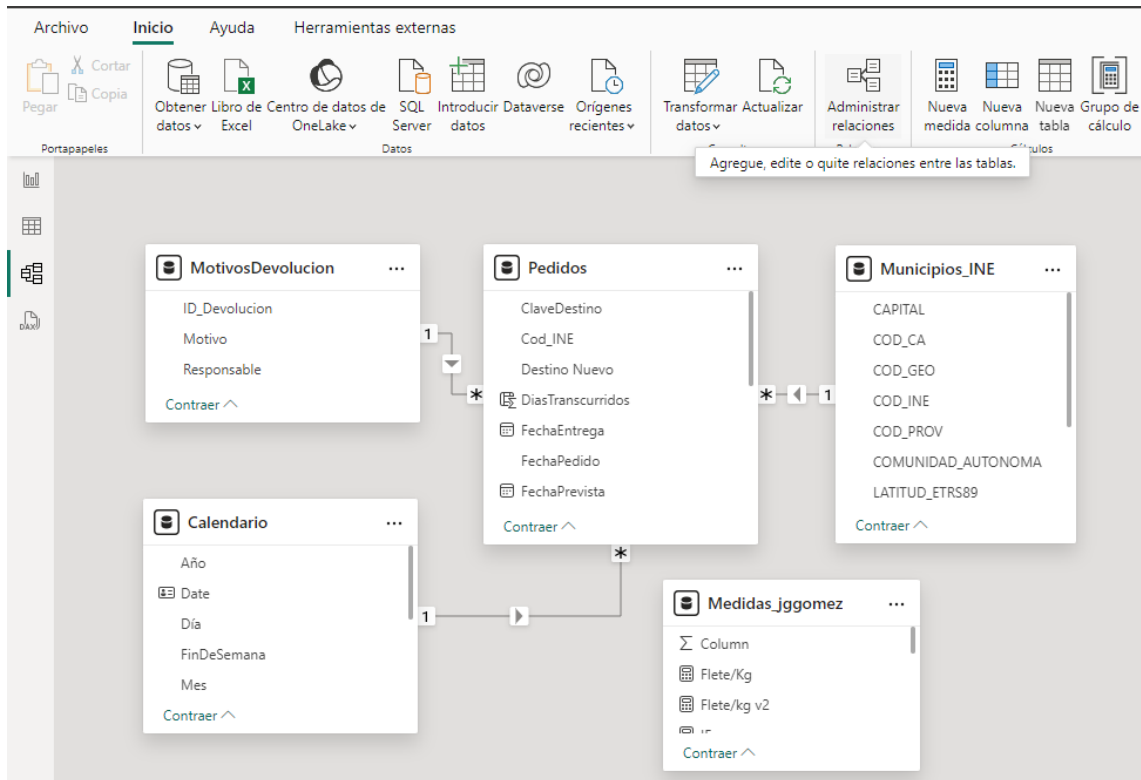 Archivo Inicio Ayuda Herramientas externas
Pegar
Cortar
Copia
Portapapeles
Obtener datos
Libro de Excel
Centro de datos de OneLake
SQL Server
Introducir datos
Dataverse
Orígenes recientes
Datos
Transformar datos
Actualizar
Administrar relaciones
Nueva medida
Nueva columna
Nueva tabla
Grupo de cálculo
Agregue, edite o quite relaciones entre las tablas.
DAX
MotivosDevolucion ...
ID_Devolucion
Motivo
Responsable
Contraer
1
*
Pedidos ...
ClaveDestino
Cod_INE
Destino Nuevo
DiasTranscurridos
FechaEntrega
FechaPedido
FechaPrevista
Contraer
* 1
Municipios_INE ...
CAPITAL
COD_CA
COD_GEO
COD_INE
COD_PROV
COMUNIDAD_AUTONOMA
LATITUD_ETRS89
Contraer
*
Calendario ...
Año
Date
Día
FinDeSemana
Mes
Contraer
1
Medidas_jggomez ...
Σ Column
Flete/Kg
Flete/kg v2
Contraer